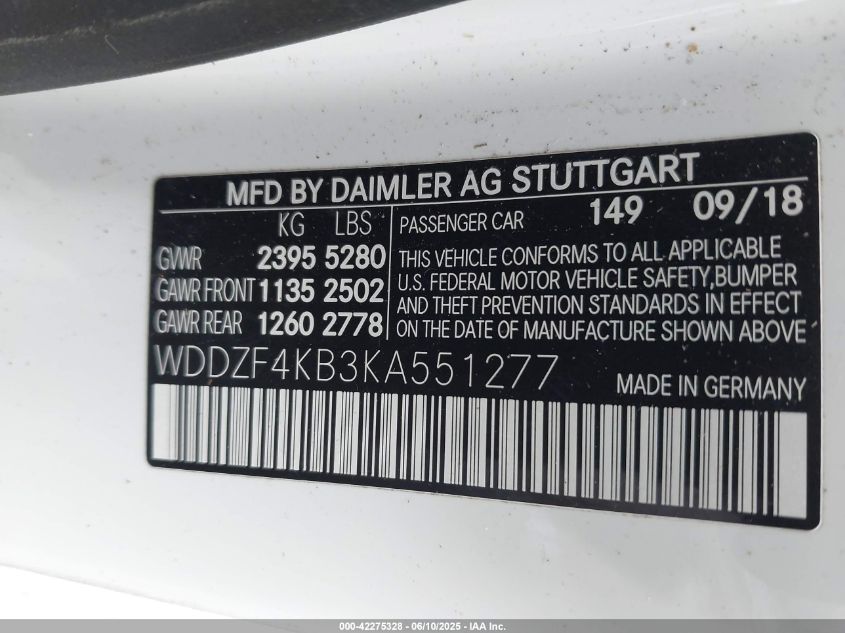 MFD BY DAIMLER AG STUTTGART
KG LBS
GVWR 2395 5280
GAWR FRONT 1135 2502
GAWR REAR 1260 2778
PASSENGER CAR 149 09/18
THIS VEHICLE CONFORMS TO ALL APPLICABLE
U.S. FEDERAL MOTOR VEHICLE SAFETY,BUMPER
AND THEFT PREVENTION STANDARDS IN EFFECT
ON THE DATE OF MANUFACTURE SHOWN ABOVE
WDDZF4KB3KA551277
MADE IN GERMANY
000-42275328 - 06/10/2025 - IAA Inc.